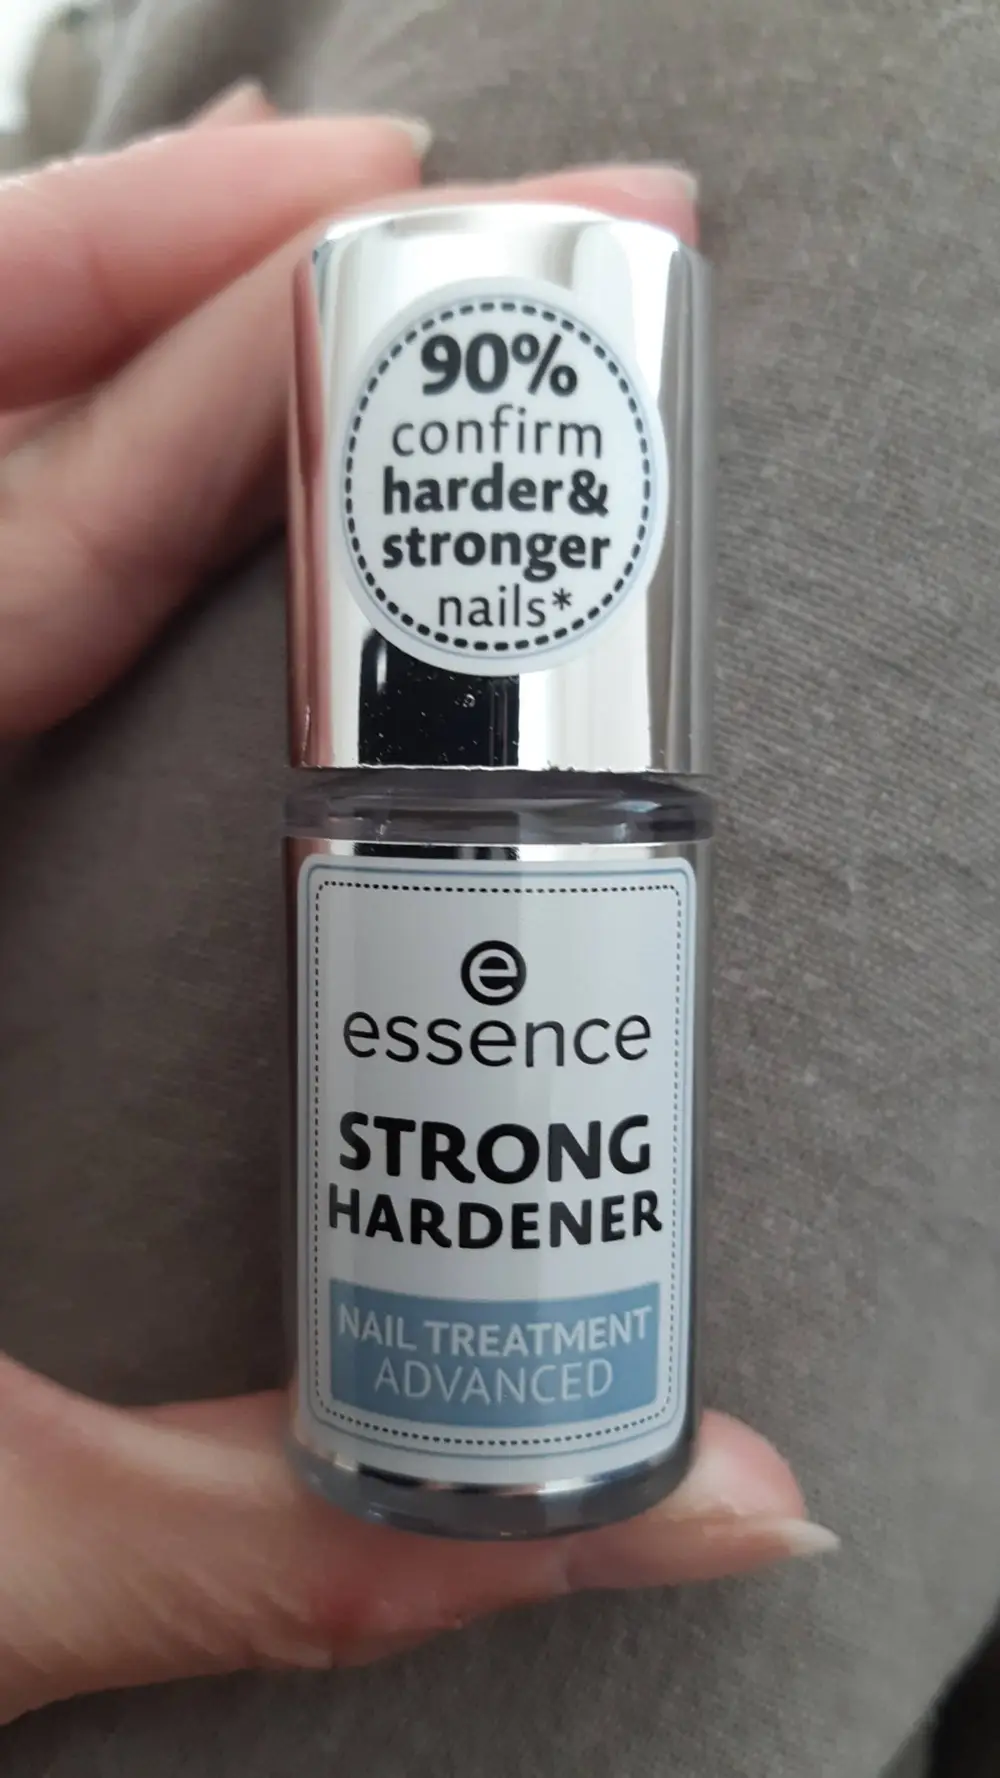 90%
confirm
harder&
stronger
nails*
e
essence
STRONG
HARDENER
NAIL TREATMENT
ADVANCED